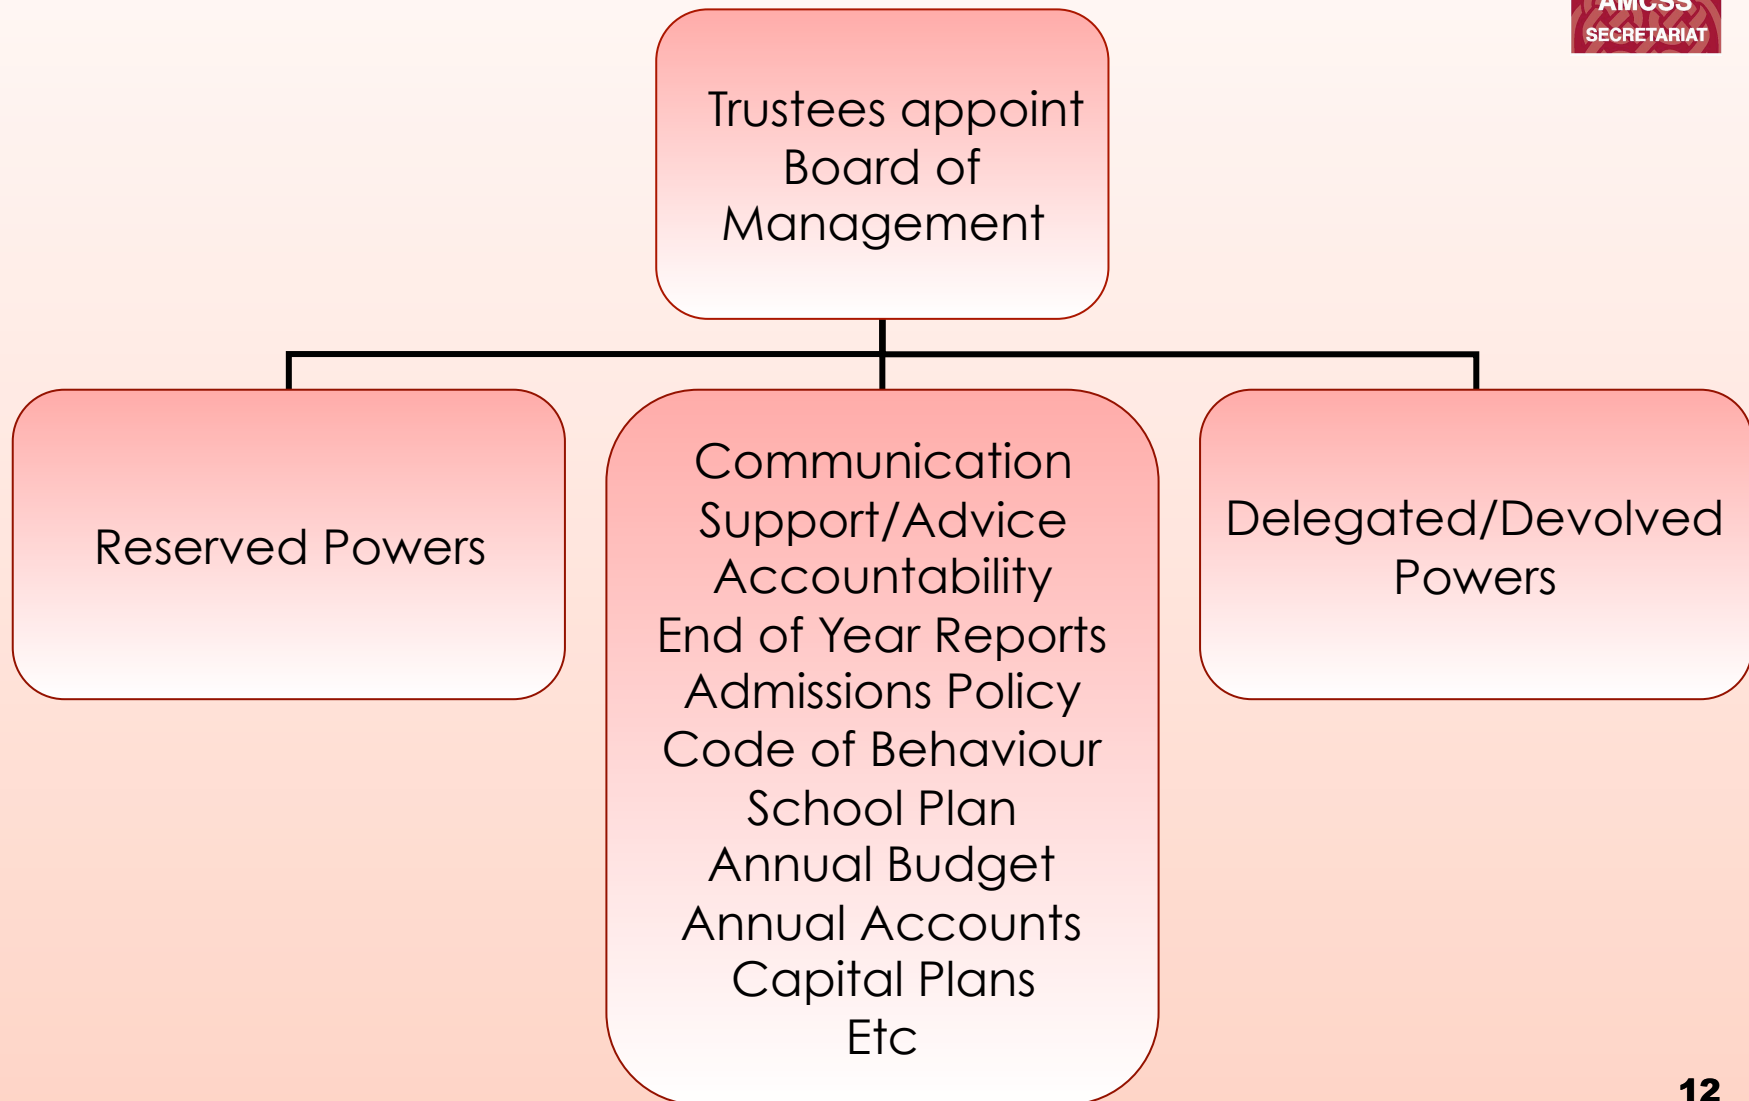 AMCSS
SECRETARIAT
Trustees appoint
Board of
Management
Reserved Powers
Communication
Support/Advice
Accountability
End of Year Reports
Admissions Policy
Code of Behaviour
School Plan
Annual Budget
Annual Accounts
Capital Plans
Etc
Delegated/Devolved
Powers
12